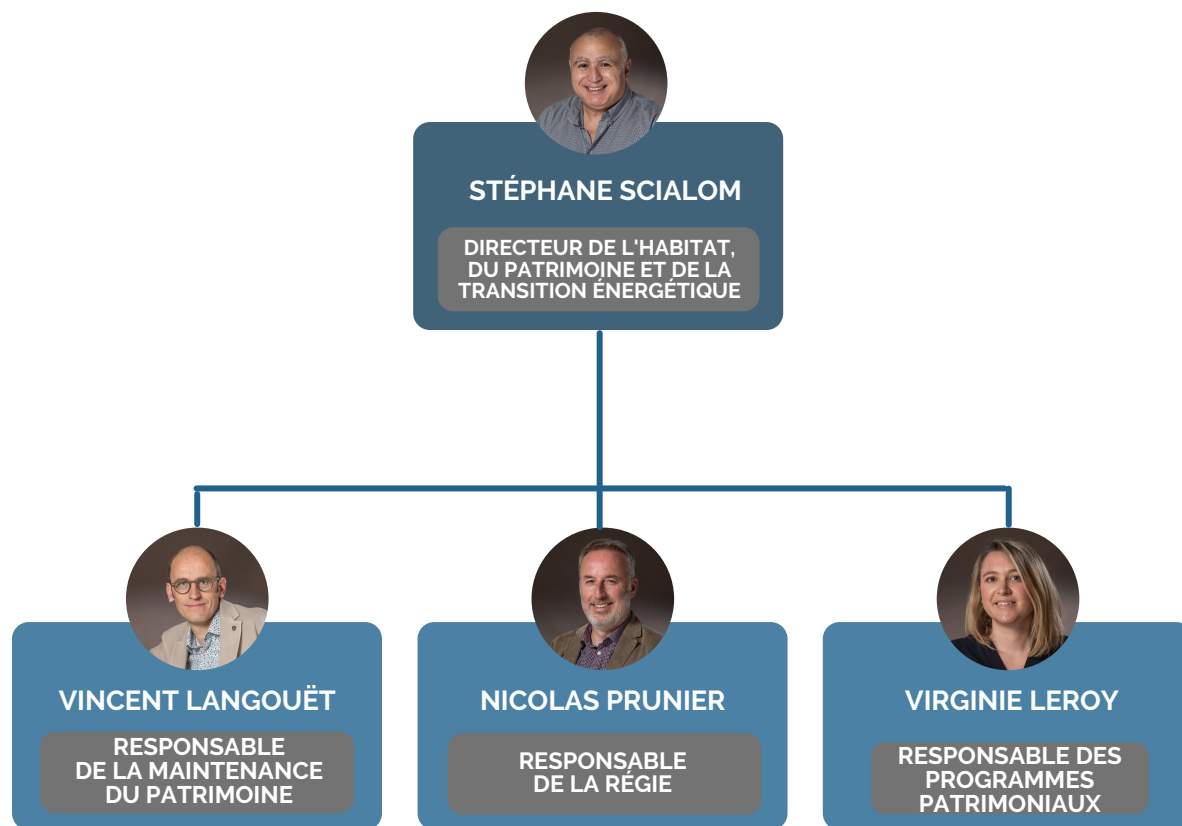 STÉPHANE SCIALOM
DIRECTEUR DE L'HABITAT,
DU PATRIMOINE ET DE LA
TRANSITION ÉNERGÉTIQUE
VINCENT LANGOUËT
RESPONSABLE
DE LA MAINTENANCE
DU PATRIMOINE
NICOLAS PRUNIER
RESPONSABLE
DE LA RÉGIE
VIRGINIE LEROY
RESPONSABLE DES
PROGRAMMES
PATRIMONIAUX